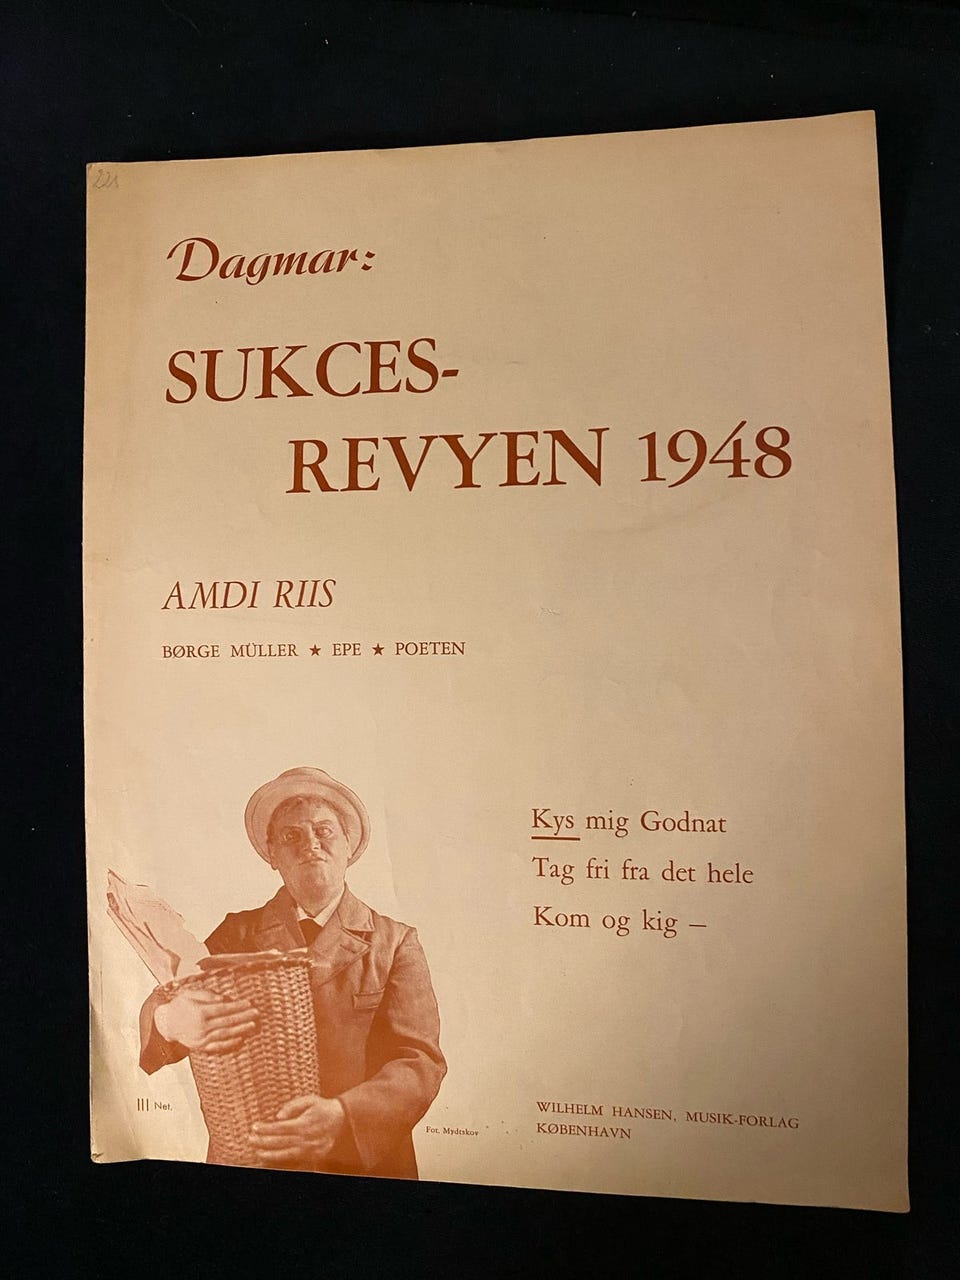 Dagmar:
SUKCES-
REVYEN 1948
AMDI RIIS
BØRGE MÜLLER ★ EPE ★ POETEN
Kys mig Godnat
Tag fri fra det hele
Kom og kig –
III Net.
Fot. Mydtskov
WILHELM HANSEN, MUSIK-FORLAG
KØBENHAVN